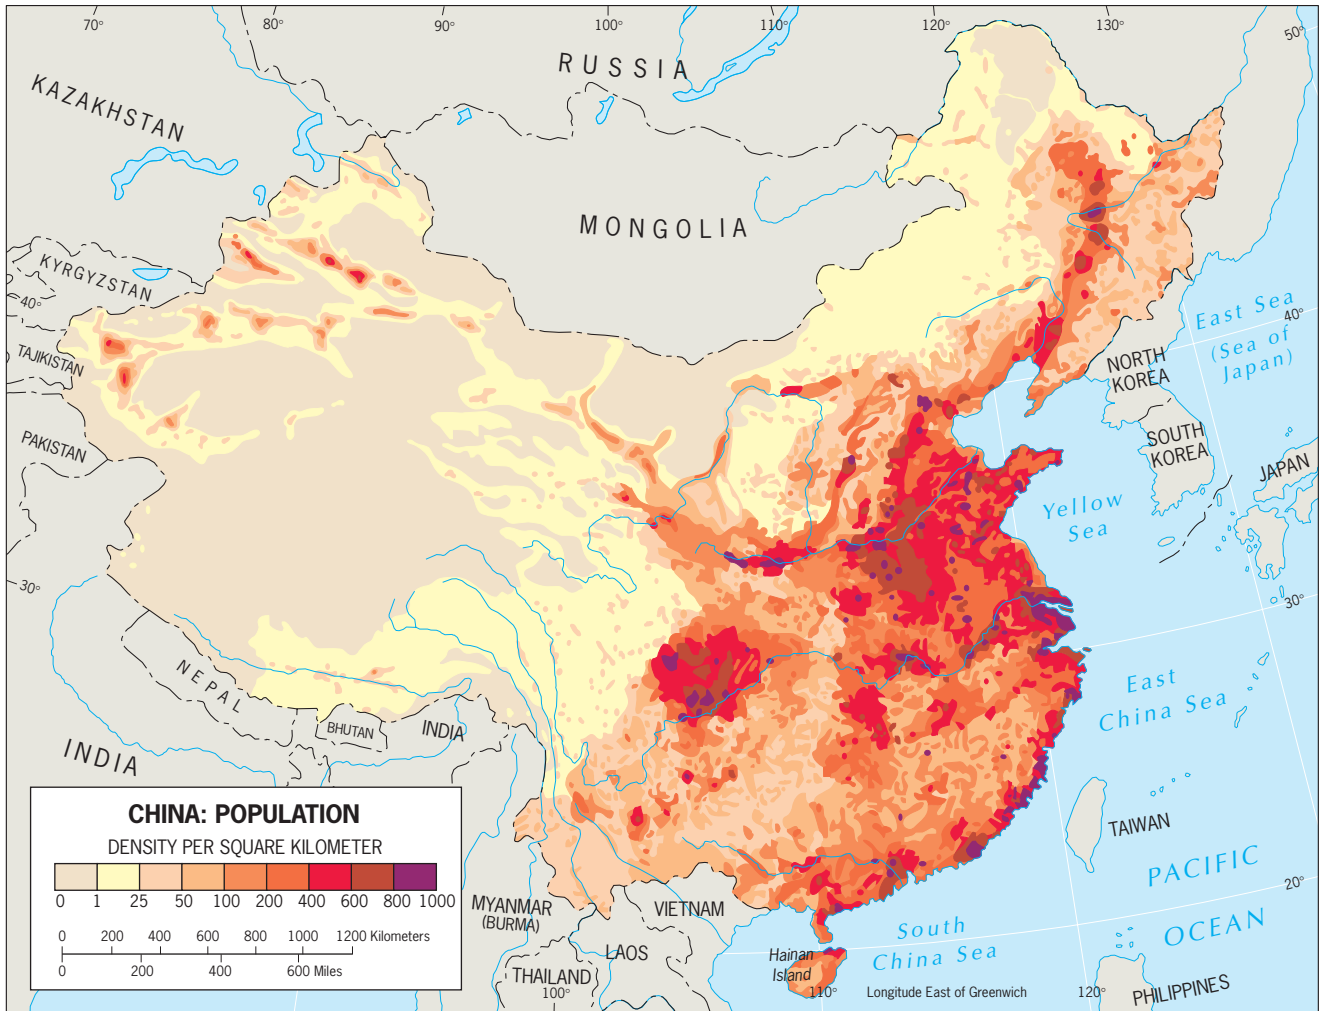 70°
80°
90°
100°
110°
120°
130°
50°
RUSSIA
KAZAKHSTAN
MONGOLIA
KYRGYZSTAN
40°
East Sea
(Sea of
Japan)
40°
TAJIKISTAN
NORTH
KOREA
PAKISTAN
SOUTH
KOREA
JAPAN
Yellow
Sea
30°
30°
NEPAL
BHUTAN
INDIA
INDIA
East
China Sea
TAIWAN
PACIFIC
OCEAN
20°
CHINA: POPULATION
DENSITY PER SQUARE KILOMETER
0 1 25 50 100 200 400 600 800 1000
0 200 400 600 800 1000 1200 Kilometers
0 200 400 600 Miles
MYANMAR
(BURMA)
VIETNAM
LAOS
THAILAND
South
China Sea
Hainan
Island
100°
110°
Longitude East of Greenwich
120°
PHILIPPINES